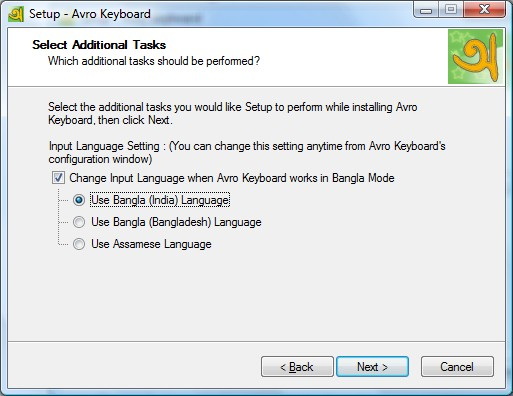 Setup - Avro Keyboard
Select Additional Tasks
Which additional tasks should be performed?
অ
Select the additional tasks you would like Setup to perform while installing Avro
Keyboard, then click Next.
Input Language Setting : (You can change this setting anytime from Avro Keyboard's
configuration window)
Change Input Language when Avro Keyboard works in Bangla Mode
Use Bangla (India) Language
Use Bangla (Bangladesh) Language
Use Assamese Language
< Back
Next >
Cancel